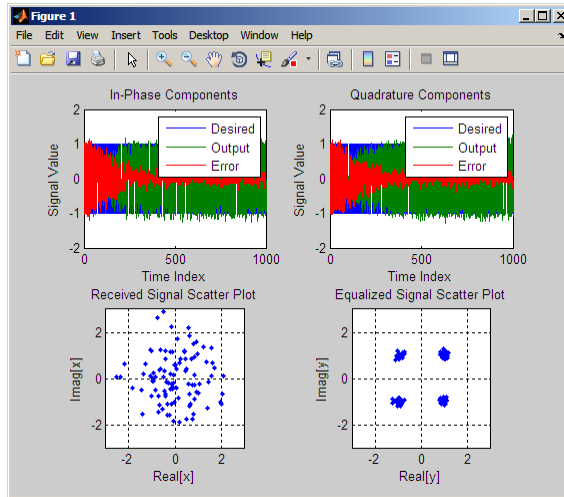 Figure 1
File Edit View Insert Tools Desktop Window Help
In-Phase Components
2
1
0
-1
-2
Signal Value
Desired
Output
Error
0 500 1000
Time Index
Quadrature Components
2
1
0
-1
-2
Signal Value
Desired
Output
Error
0 500 1000
Time Index
Received Signal Scatter Plot
2
0
-2
Imag[x]
-2 0 2
Real[x]
Equalized Signal Scatter Plot
2
0
-2
Imag[y]
-2 0 2
Real[y]